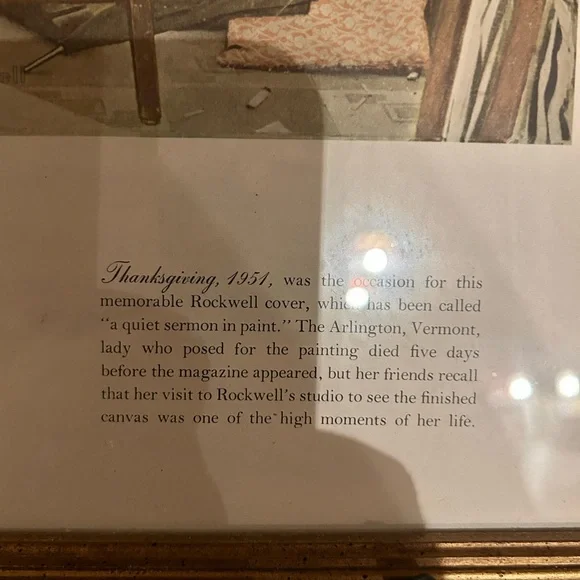 ell
Thanksgiving, 1951, was the occasion for this
memorable Rockwell cover, which has been called
“a quiet sermon in paint.” The Arlington, Vermont,
lady who posed for the painting died five days
before the magazine appeared, but her friends recall
that her visit to Rockwell's studio to see the finished
canvas was one of the high moments of her life.